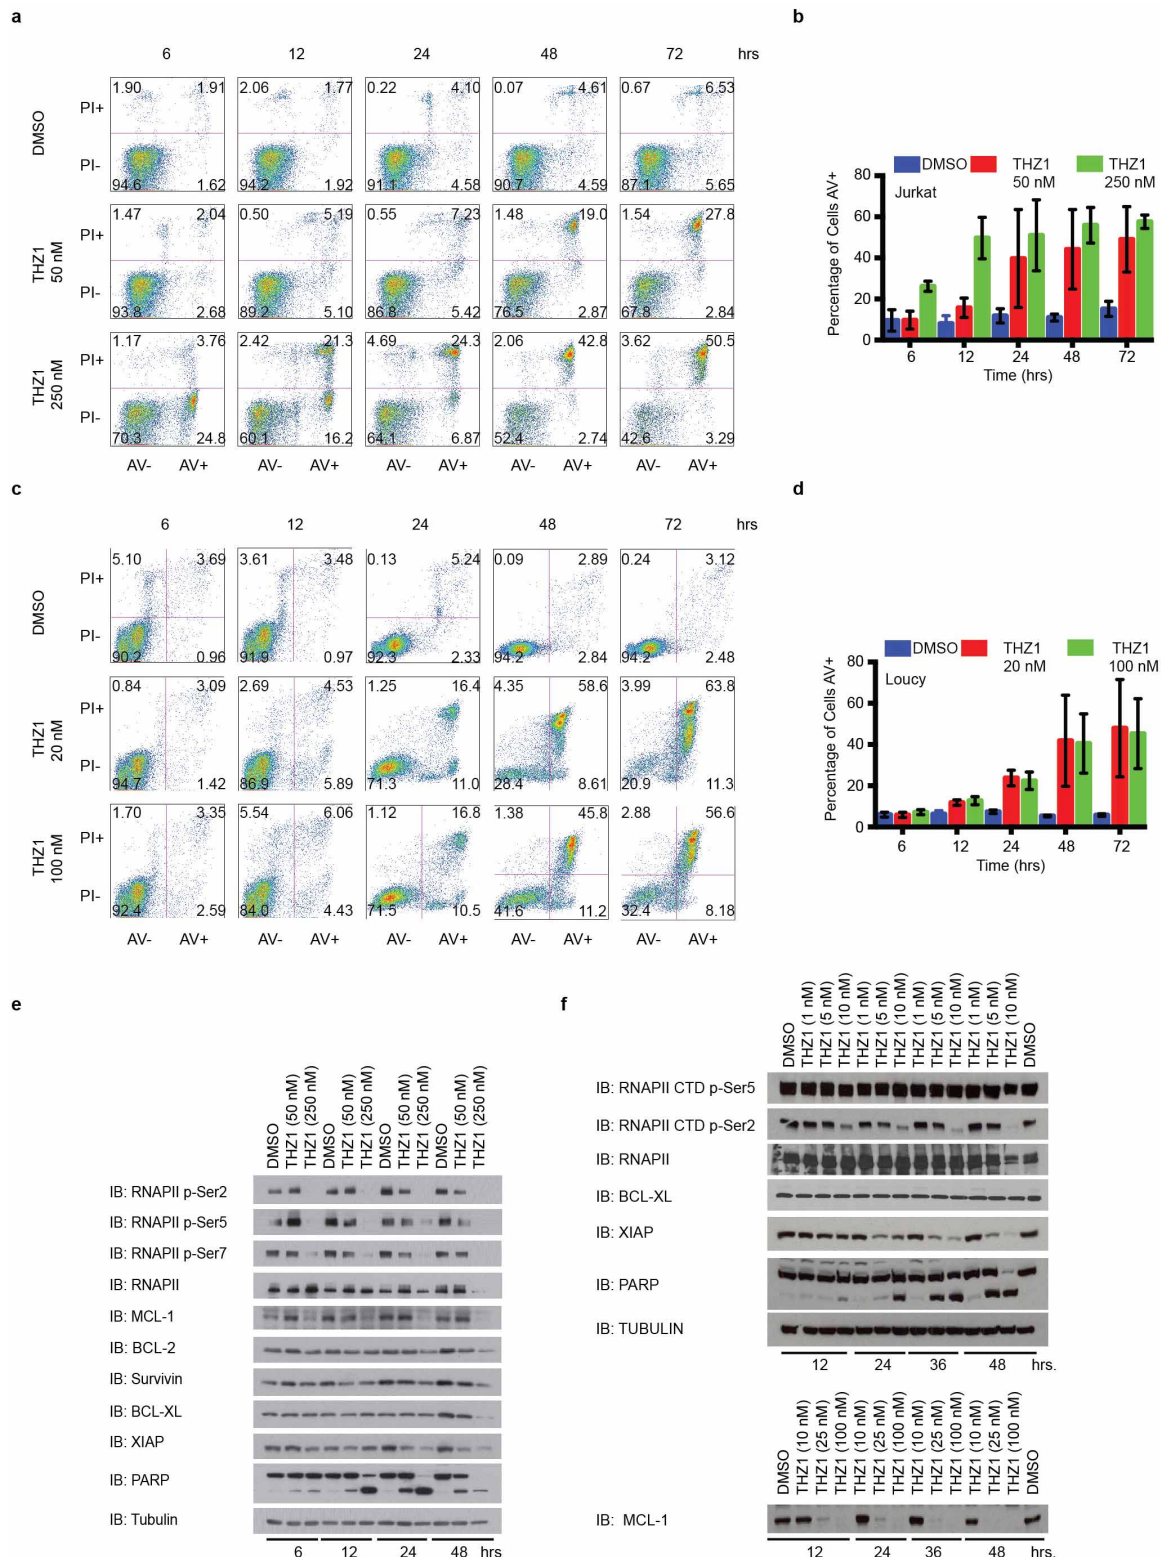 a
6 12 24 48 72 hrs
DMSO
PI+
PI-
1.90 1.91 2.06 1.77 0.22 4.10 0.07 4.61 0.67 6.53
94.6 1.62 94.2 1.92 91.1 4.58 90.7 4.59 87.1 5.65
THZ1
50 nM
PI+
PI-
1.47 2.04 0.50 5.19 0.55 7.23 1.48 19.0 1.54 27.8
93.8 2.68 89.2 5.10 86.8 5.42 76.5 2.87 67.8 2.84
THZ1
250 nM
PI+
PI-
1.17 3.76 2.42 21.3 4.69 24.3 2.06 42.8 3.62 50.5
70.3 24.8 60.1 16.2 64.1 6.87 52.4 2.74 42.6 3.29
AV- AV+ AV- AV+ AV- AV+ AV- AV+ AV- AV+
b
DMSO THZ1 50 nM THZ1 250 nM
Jurkat
Percentage of Cells AV+
80
60
40
20
0
6 12 24 48 72
Time (hrs)
c
6 12 24 48 72 hrs
DMSO
PI+
PI-
5.10 3.69 3.61 3.48 0.13 5.24 0.09 2.89 0.24 3.12
90.2 0.96 91.9 0.97 92.3 2.33 94.2 2.84 94.2 2.48
THZ1
20 nM
PI+
PI-
0.84 3.09 2.69 4.53 1.25 16.4 4.35 58.6 3.99 63.8
94.7 1.42 86.9 5.89 71.3 11.0 28.4 8.61 20.9 11.3
THZ1
100 nM
PI+
PI-
1.70 3.35 5.54 6.06 1.12 16.8 1.38 45.8 2.88 56.6
92.4 2.59 84.0 4.43 71.5 10.5 41.6 11.2 32.4 8.18
AV- AV+ AV- AV+ AV- AV+ AV- AV+ AV- AV+
d
DMSO THZ1 20 nM THZ1 100 nM
Loucy
Percentage of Cells AV+
80
60
40
20
0
6 12 24 48 72
Time (hrs)
e
DMSO
THZ1 (50 nM)
THZ1 (250 nM)
DMSO
THZ1 (50 nM)
THZ1 (250 nM)
DMSO
THZ1 (50 nM)
THZ1 (250 nM)
DMSO
THZ1 (50 nM)
THZ1 (250 nM)
IB: RNAPII p-Ser2
IB: RNAPII p-Ser5
IB: RNAPII p-Ser7
IB: RNAPII
IB: MCL-1
IB: BCL-2
IB: Survivin
IB: BCL-XL
IB: XIAP
IB: PARP
IB: Tubulin
6 12 24 48 hrs
f
DMSO
THZ1 (1 nM)
THZ1 (5 nM)
THZ1 (10 nM)
THZ1 (1 nM)
THZ1 (5 nM)
THZ1 (10 nM)
THZ1 (1 nM)
THZ1 (5 nM)
THZ1 (10 nM)
THZ1 (1 nM)
THZ1 (5 nM)
THZ1 (10 nM)
DMSO
IB: RNAPII CTD p-Ser5
IB: RNAPII CTD p-Ser2
IB: RNAPII
IB: BCL-XL
IB: XIAP
IB: PARP
IB: TUBULIN
12 24 36 48 hrs.
DMSO
THZ1 (10 nM)
THZ1 (25 nM)
THZ1 (100 nM)
THZ1 (10 nM)
THZ1 (25 nM)
THZ1 (100 nM)
THZ1 (10 nM)
THZ1 (25 nM)
THZ1 (100 nM)
THZ1 (10 nM)
THZ1 (25 nM)
THZ1 (100 nM)
DMSO
IB: MCL-1
12 24 36 48 hrs